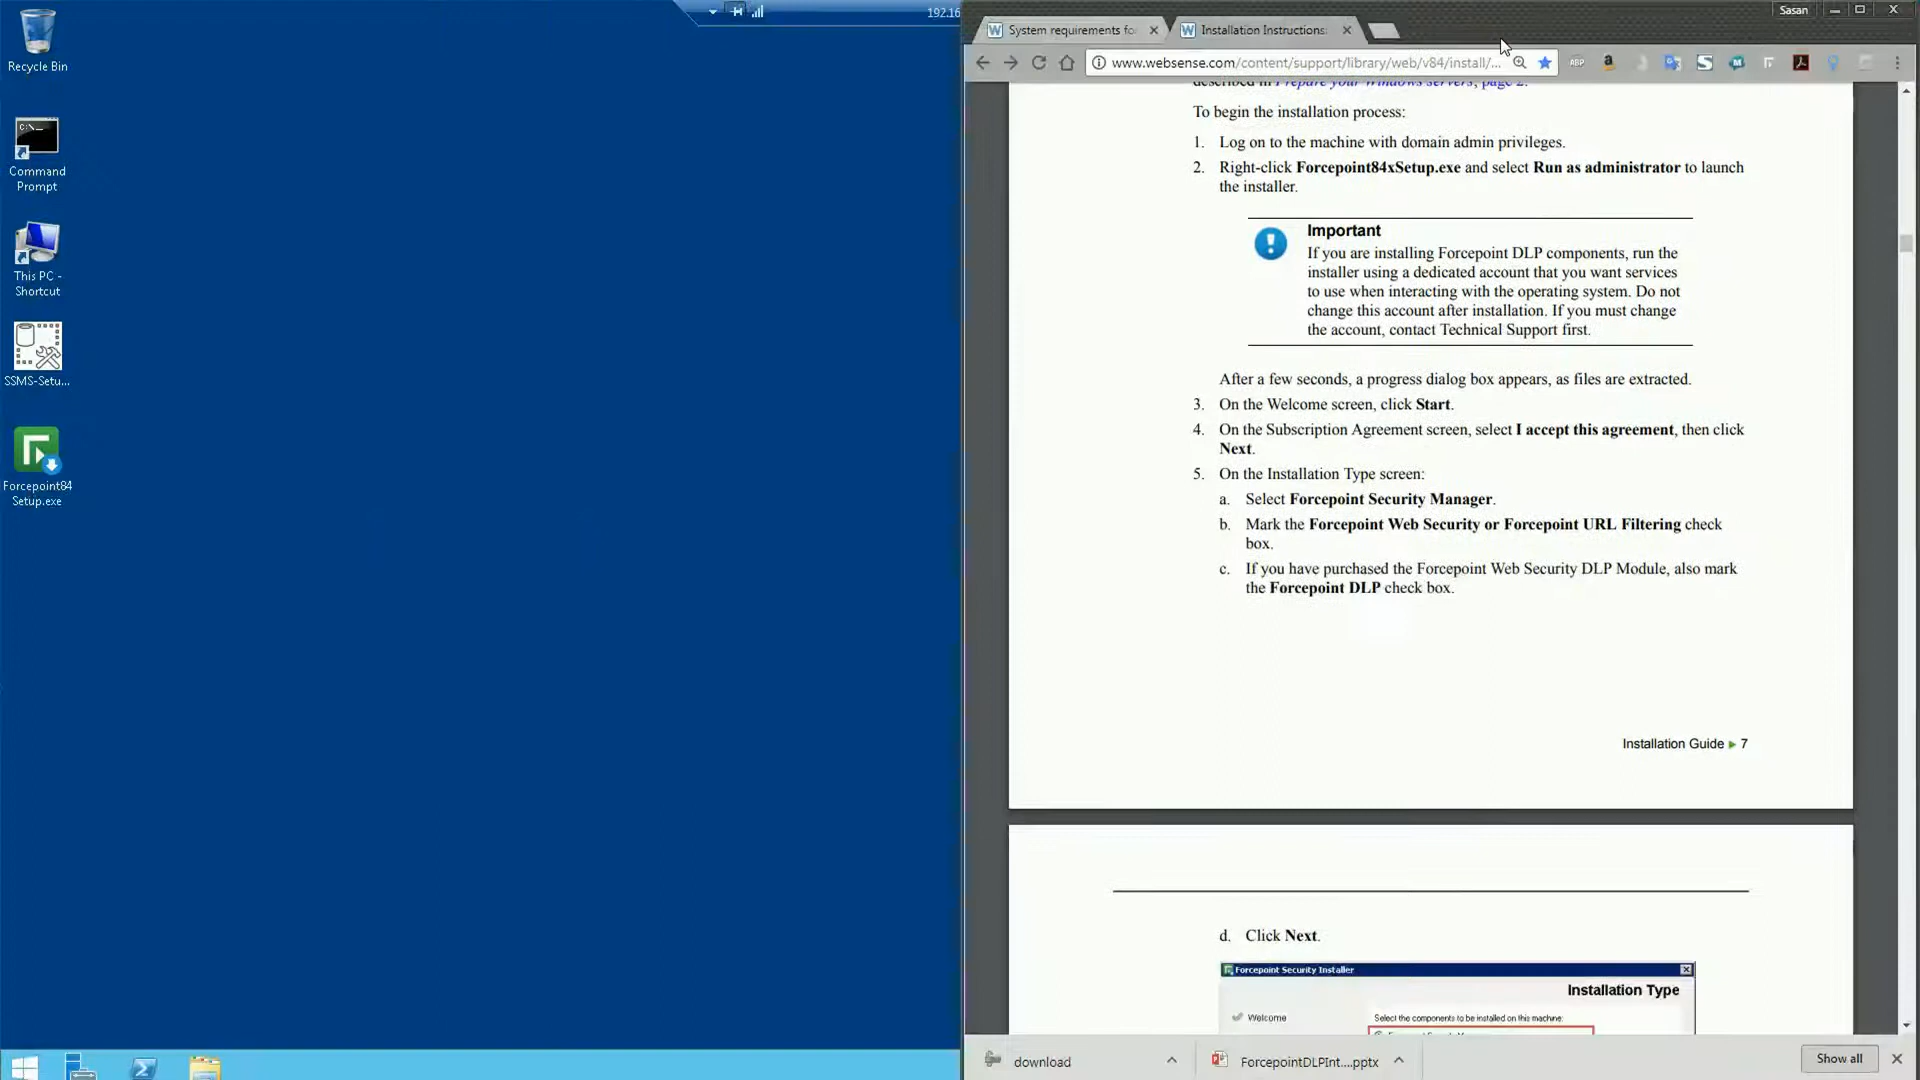 192.16
Recycle Bin
Command
Prompt
This PC -
Shortcut
SSMS-Setu...
Forcepoint84
Setup.exe
Sasan
System requirements fo
Installation Instructions
www.websense.com/content/support/library/web/v84/install/...
ABP
described in Prepare your Windows servers, page 2.
To begin the installation process:
1. Log on to the machine with domain admin privileges.
2. Right-click Forcepoint84xSetup.exe and select Run as administrator to launch
the installer.
Important
If you are installing Forcepoint DLP components, run the
installer using a dedicated account that you want services
to use when interacting with the operating system. Do not
change this account after installation. If you must change
the account, contact Technical Support first.
After a few seconds, a progress dialog box appears, as files are extracted.
3. On the Welcome screen, click Start.
4. On the Subscription Agreement screen, select I accept this agreement, then click
Next.
5. On the Installation Type screen:
a. Select Forcepoint Security Manager.
b. Mark the Forcepoint Web Security or Forcepoint URL Filtering check
box.
c. If you have purchased the Forcepoint Web Security DLP Module, also mark
the Forcepoint DLP check box.
Installation Guide ▶ 7
d. Click Next.
Forcepoint Security Installer
Installation Type
Welcome
Select the components to be installed on this machine:
download
ForcepointDLPInt....pptx
Show all